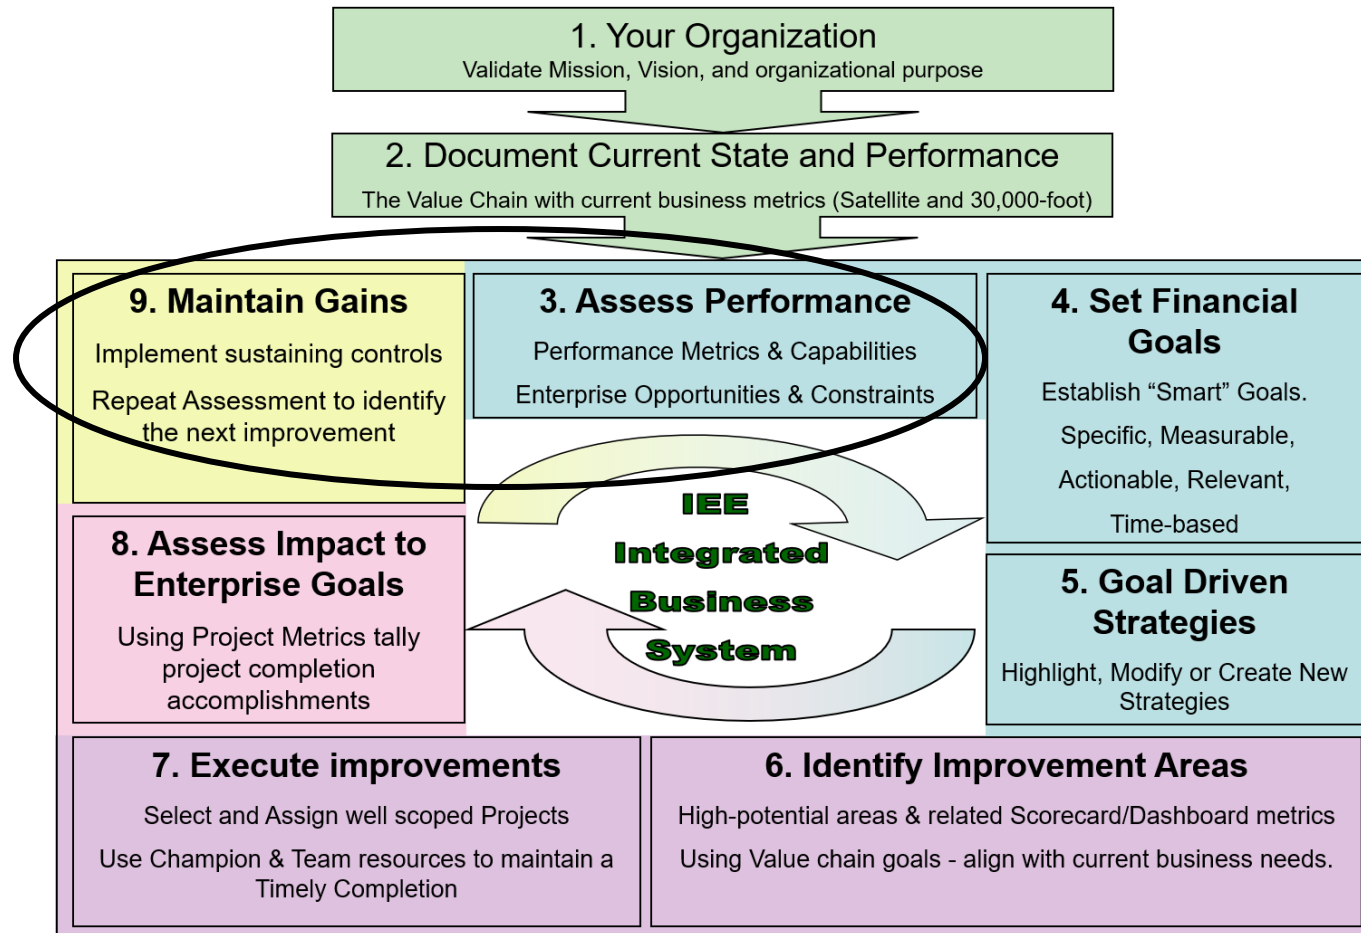 1. Your Organization
Validate Mission, Vision, and organizational purpose
2. Document Current State and Performance
The Value Chain with current business metrics (Satellite and 30,000-foot)
9. Maintain Gains
Implement sustaining controls
Repeat Assessment to identify
the next improvement
3. Assess Performance
Performance Metrics & Capabilities
Enterprise Opportunities & Constraints
4. Set Financial
Goals
Establish “Smart” Goals.
Specific, Measurable,
Actionable, Relevant,
Time-based
IEE
Integrated
Business
System
5. Goal Driven
Strategies
Highlight, Modify or Create New
Strategies
8. Assess Impact to
Enterprise Goals
Using Project Metrics tally
project completion
accomplishments
7. Execute improvements
Select and Assign well scoped Projects
Use Champion & Team resources to maintain a
Timely Completion
6. Identify Improvement Areas
High-potential areas & related Scorecard/Dashboard metrics
Using Value chain goals - align with current business needs.